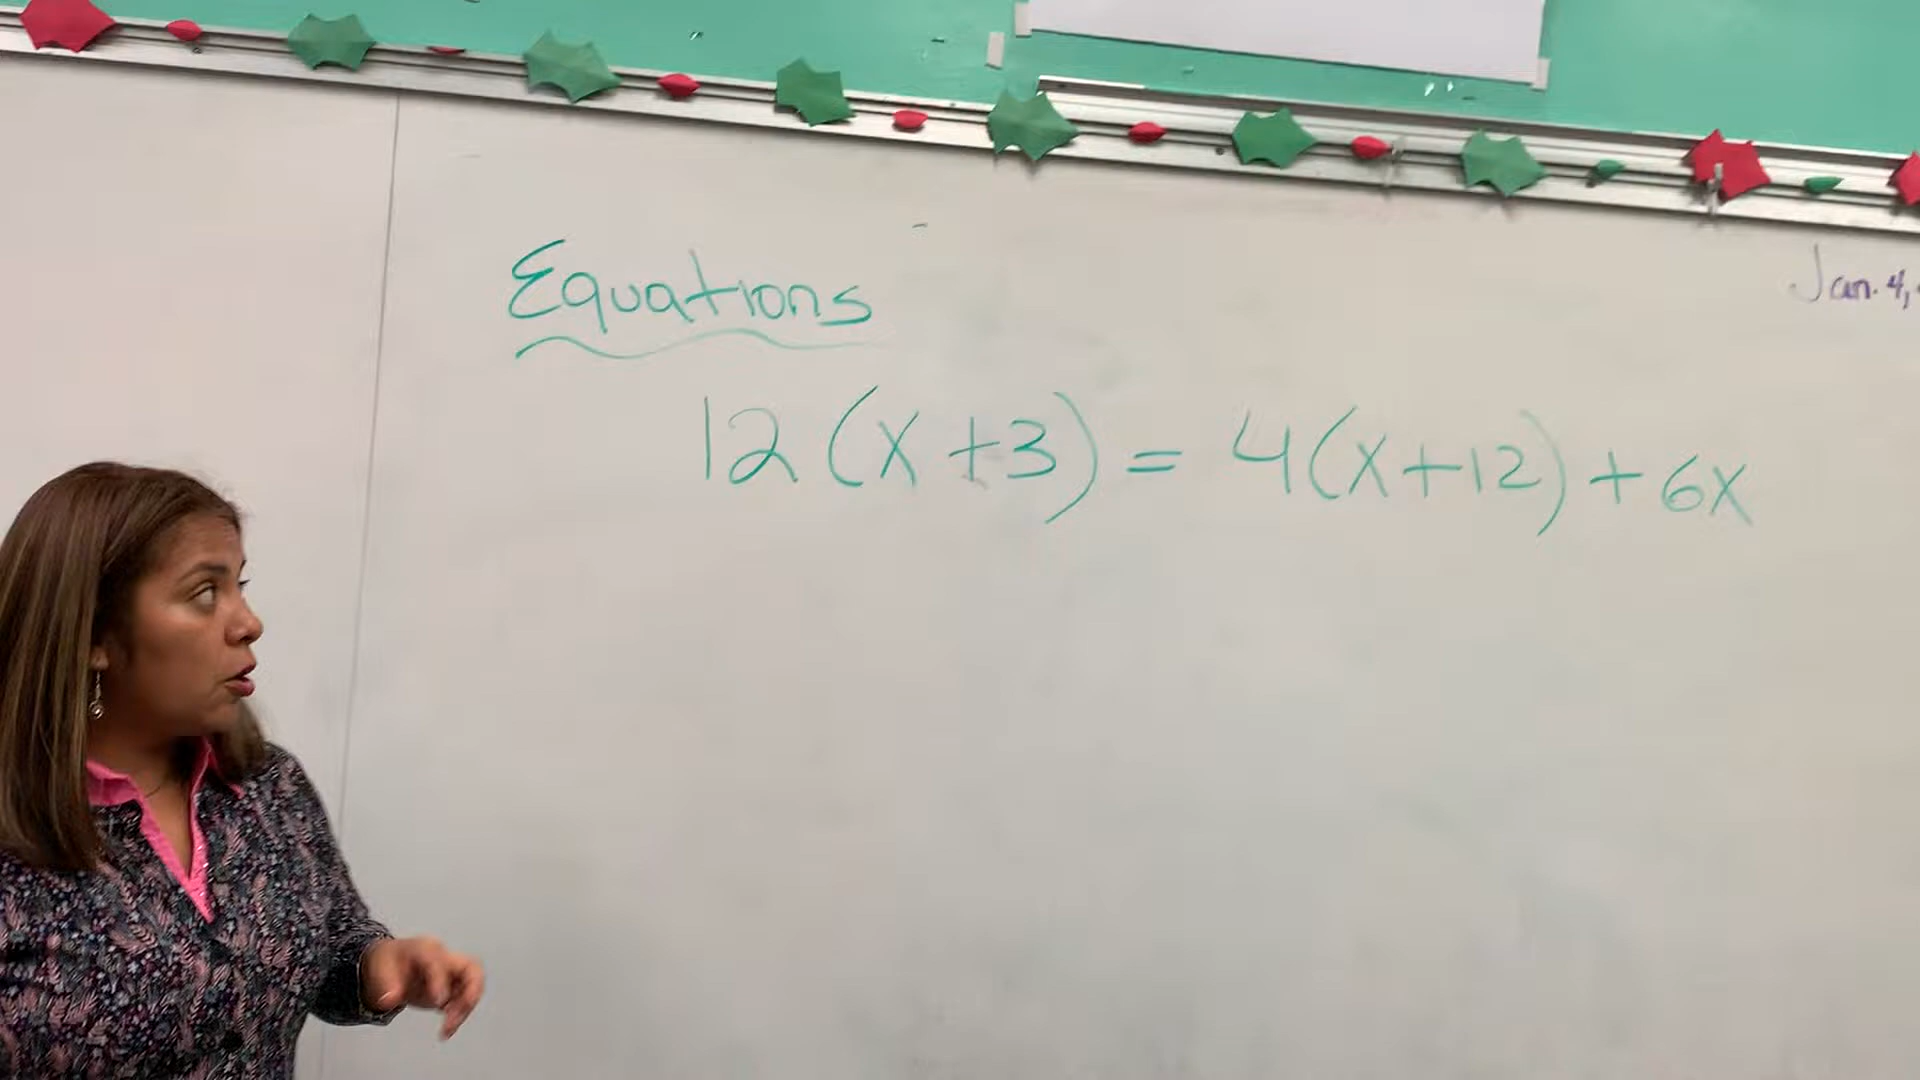 Equations
Jan. 4,
12(x+3) = 4(x+12) + 6x